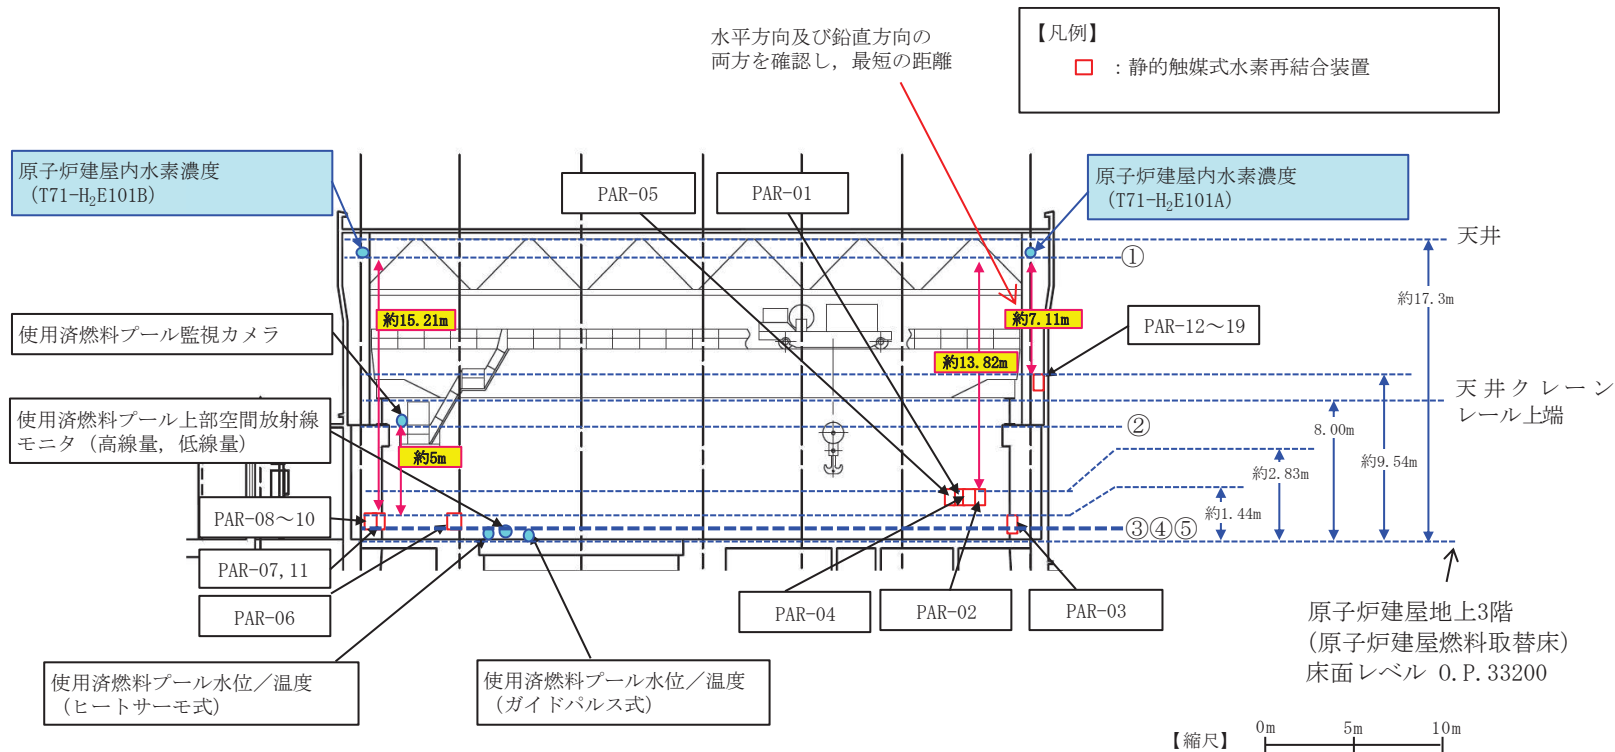 水平方向及び鉛直方向の
両方を確認し，最短の距離
【凡例】
：静的触媒式水素再結合装置
原子炉建屋内水素濃度
（T71-H₂E101B）
PAR-05
PAR-01
原子炉建屋内水素濃度
（T71-H₂E101A）
天井
①
約17.3m
約15.21m
約7.11m
PAR-12～19
使用済燃料プール監視カメラ
約13.82m
天井クレーン
レール上端
使用済燃料プール上部空間放射線
モニタ（高線量，低線量）
②
8.00m
約5m
約9.54m
約2.83m
約1.44m
PAR-08～10
③④⑤
PAR-07,11
PAR-06
PAR-04
PAR-02
PAR-03
原子炉建屋地上3階
(原子炉建屋燃料取替床)
床面レベル O.P.33200
使用済燃料プール水位／温度
（ヒートサーモ式）
使用済燃料プール水位／温度
（ガイドパルス式）
【縮尺】
0m 5m 10m